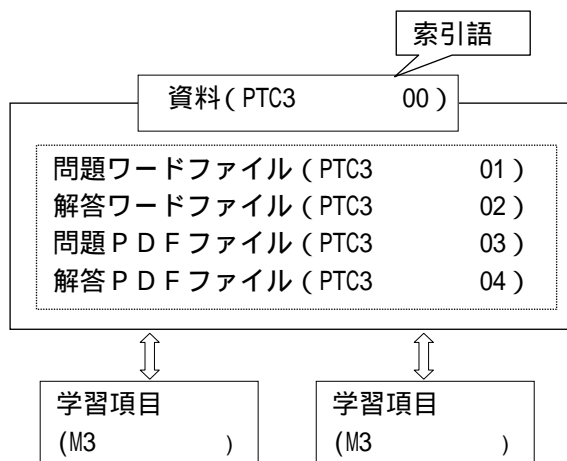 索引語
資料(PTC3 00)
問題ワードファイル(PTC3 01)
解答ワードファイル(PTC3 02)
問題PDFファイル(PTC3 03)
解答PDFファイル(PTC3 04)
学習項目 学習項目
(M3 ) (M3 )